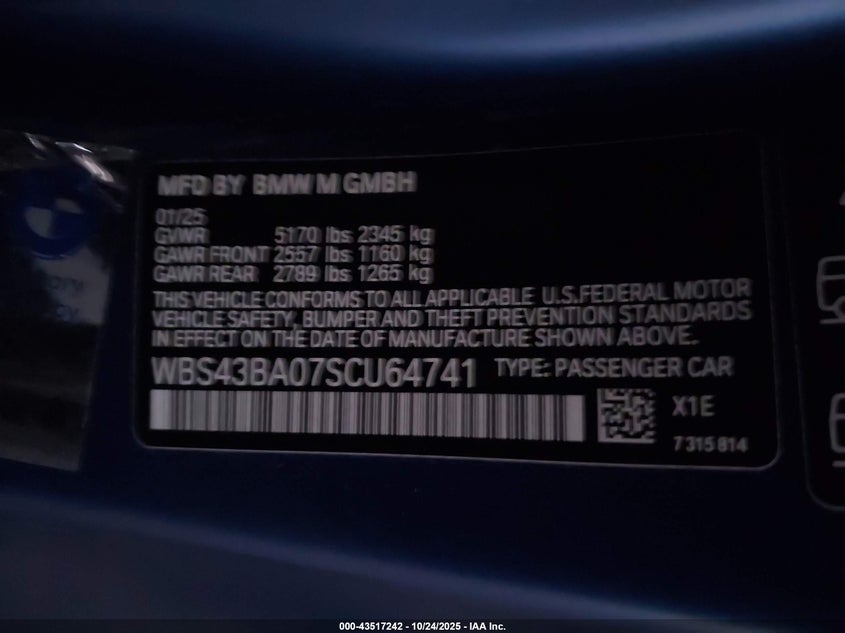 MFD BY BMW M GMBH
01/25
GVWR 5170 lbs 2345 kg
GAWR FRONT 2557 lbs 1160 kg
GAWR REAR 2789 lbs 1265 kg
THIS VEHICLE CONFORMS TO ALL APPLICABLE U.S.FEDERAL MOTOR
VEHICLE SAFETY, BUMPER AND THEFT PREVENTION STANDARDS
IN EFFECT ON THE DATE OF MANUFACTURE SHOWN ABOVE.
WBS43BA07SCU64741 TYPE: PASSENGER CAR
X1E
7315814
000-43517242 - 10/24/2025 - IAA Inc.